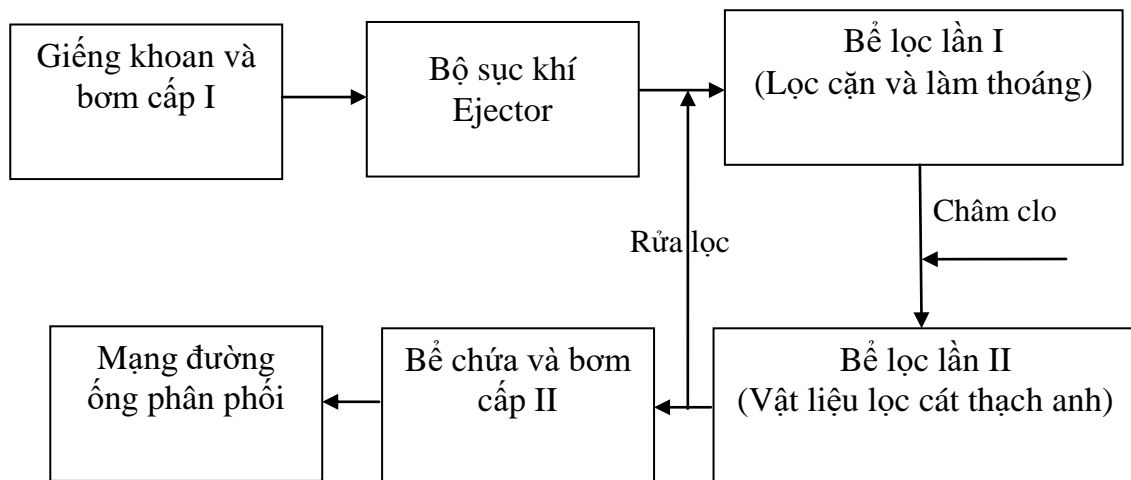 Giếng khoan và
bơm cấp I
Bộ sục khí
Ejector
Bể lọc lần I
(Lọc cặn và làm thoáng)
Châm clo
Rửa lọc
Mạng đường
ống phân phối
Bể chứa và bơm
cấp II
Bể lọc lần II
(Vật liệu lọc cát thạch anh)